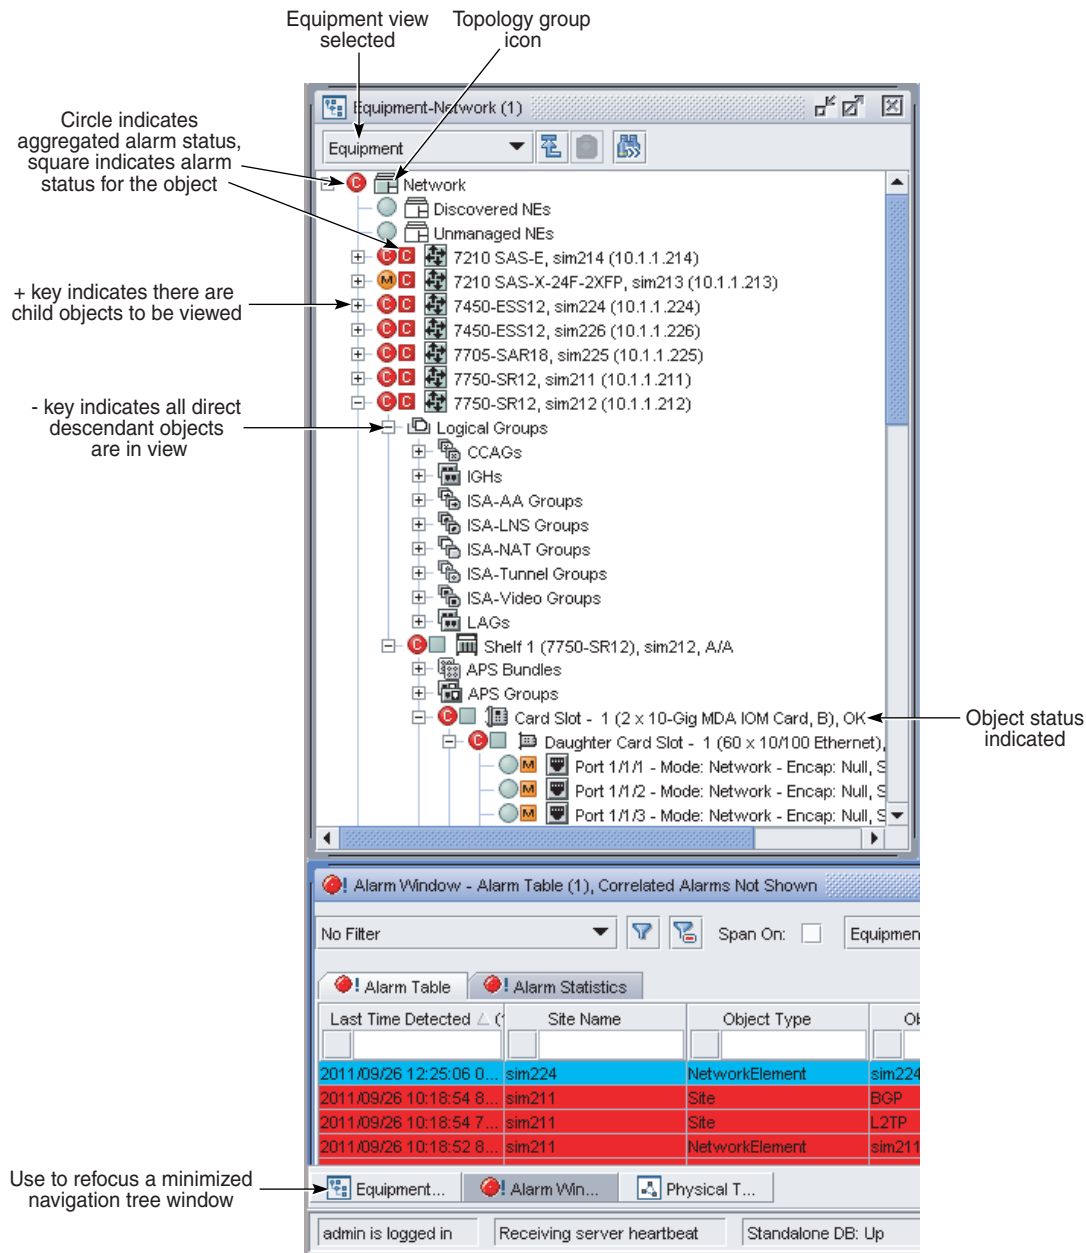 Equipment view
selected
Topology group
icon
Circle indicates
aggregated alarm status,
square indicates alarm
status for the object
+ key indicates there are
child objects to be viewed
- key indicates all direct
descendant objects
are in view
Object status
indicated
Use to refocus a minimized
navigation tree window
Equipment-Network (1)
Equipment
C Network
Discovered NEs
Unmanaged NEs
C C 7210 SAS-E, sim214 (10.1.1.214)
M C 7210 SAS-X-24F-2XFP, sim213 (10.1.1.213)
C C 7450-ESS12, sim224 (10.1.1.224)
C C 7450-ESS12, sim226 (10.1.1.226)
C C 7705-SAR18, sim225 (10.1.1.225)
C C 7750-SR12, sim211 (10.1.1.211)
C C 7750-SR12, sim212 (10.1.1.212)
Logical Groups
CCAGs
IGHs
ISA-AA Groups
ISA-LNS Groups
ISA-NAT Groups
ISA-Tunnel Groups
ISA-Video Groups
LAGs
C Shelf 1 (7750-SR12), sim212, A/A
APS Bundles
APS Groups
C Card Slot - 1 (2 x 10-Gig MDA IOM Card, B), OK
C Daughter Card Slot - 1 (60 x 10/100 Ethernet),
M Port 1/1/1 - Mode: Network - Encap: Null, S
M Port 1/1/2 - Mode: Network - Encap: Null, S
M Port 1/1/3 - Mode: Network - Encap: Null, S
Alarm Window - Alarm Table (1), Correlated Alarms Not Shown
No Filter Span On: Equipmen
Alarm Table Alarm Statistics
Last Time Detected (1 Site Name Object Type Ob
2011/09/26 12:25:06 0... sim224 NetworkElement sim224
2011/09/26 10:18:54 8... sim211 Site BGP
2011/09/26 10:18:54 7... sim211 Site L2TP
2011/09/26 10:18:52 8... sim211 NetworkElement sim211
Equipment... Alarm Win... Physical T...
admin is logged in Receiving server heartbeat Standalone DB: Up